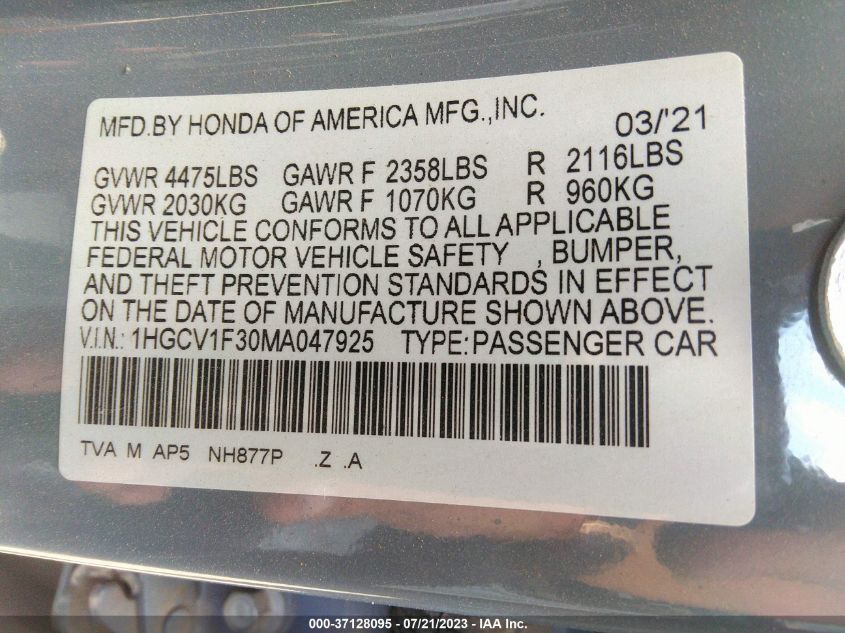 MFD.BY HONDA OF AMERICA MFG.,INC. 03/'21
GVWR 4475LBS GAWR F 2358LBS R 2116LBS
GVWR 2030KG GAWR F 1070KG R 960KG
THIS VEHICLE CONFORMS TO ALL APPLICABLE
FEDERAL MOTOR VEHICLE SAFETY , BUMPER,
AND THEFT PREVENTION STANDARDS IN EFFECT
ON THE DATE OF MANUFACTURE SHOWN ABOVE.
V.I.N.: 1HGCV1F30MA047925 TYPE:PASSENGER CAR
TVA M AP5 NH877P .Z .A
000-37128095 - 07/21/2023 - IAA Inc.